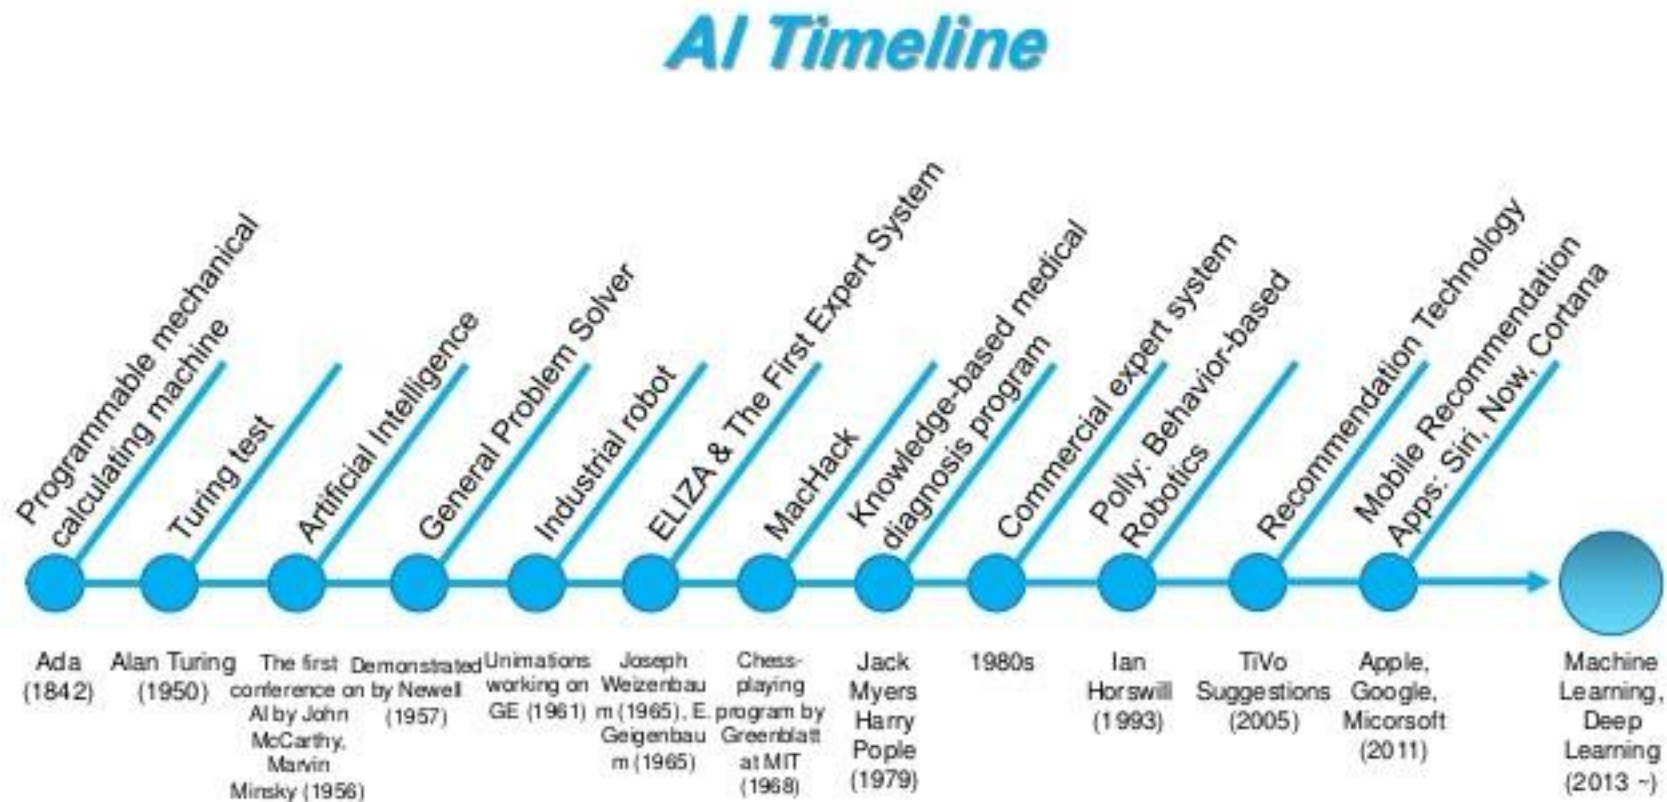 AI Timeline
Programmable mechanical
calculating machine
Turing test
Artificial Intelligence
General Problem Solver
Industrial robot
ELIZA & The First Expert System
MacHack
Knowledge-based medical
diagnosis program
Commercial expert system
Polly: Behavior-based
Robotics
Recommendation Technology
Mobile Recommendation
Apps: Siri, Now, Cortana
Ada
(1842)
Alan Turing
(1950)
The first
conference on
AI by John
McCarthy,
Marvin
Minsky (1956)
Demonstrated
by Newell
(1957)
Unimations
working on
GE (1961)
Joseph
Weizenbau
m (1965), E.
Geigenbau
m (1965)
Chess-
playing
program by
Greenblatt
at MIT
(1968)
Jack
Myers
Harry
Pople
(1979)
1980s
Ian
Horswill
(1993)
TiVo
Suggestions
(2005)
Apple,
Google,
Micorsoft
(2011)
Machine
Learning,
Deep
Learning
(2013 ~)